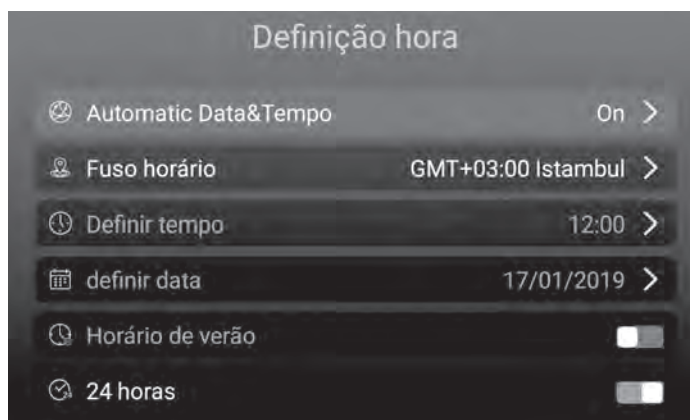 Definição hora
Automatic Data&Tempo On
Fuso horário GMT+03:00 Istambul
Definir tempo 12:00
definir data 17/01/2019
Horário de verão
24 horas